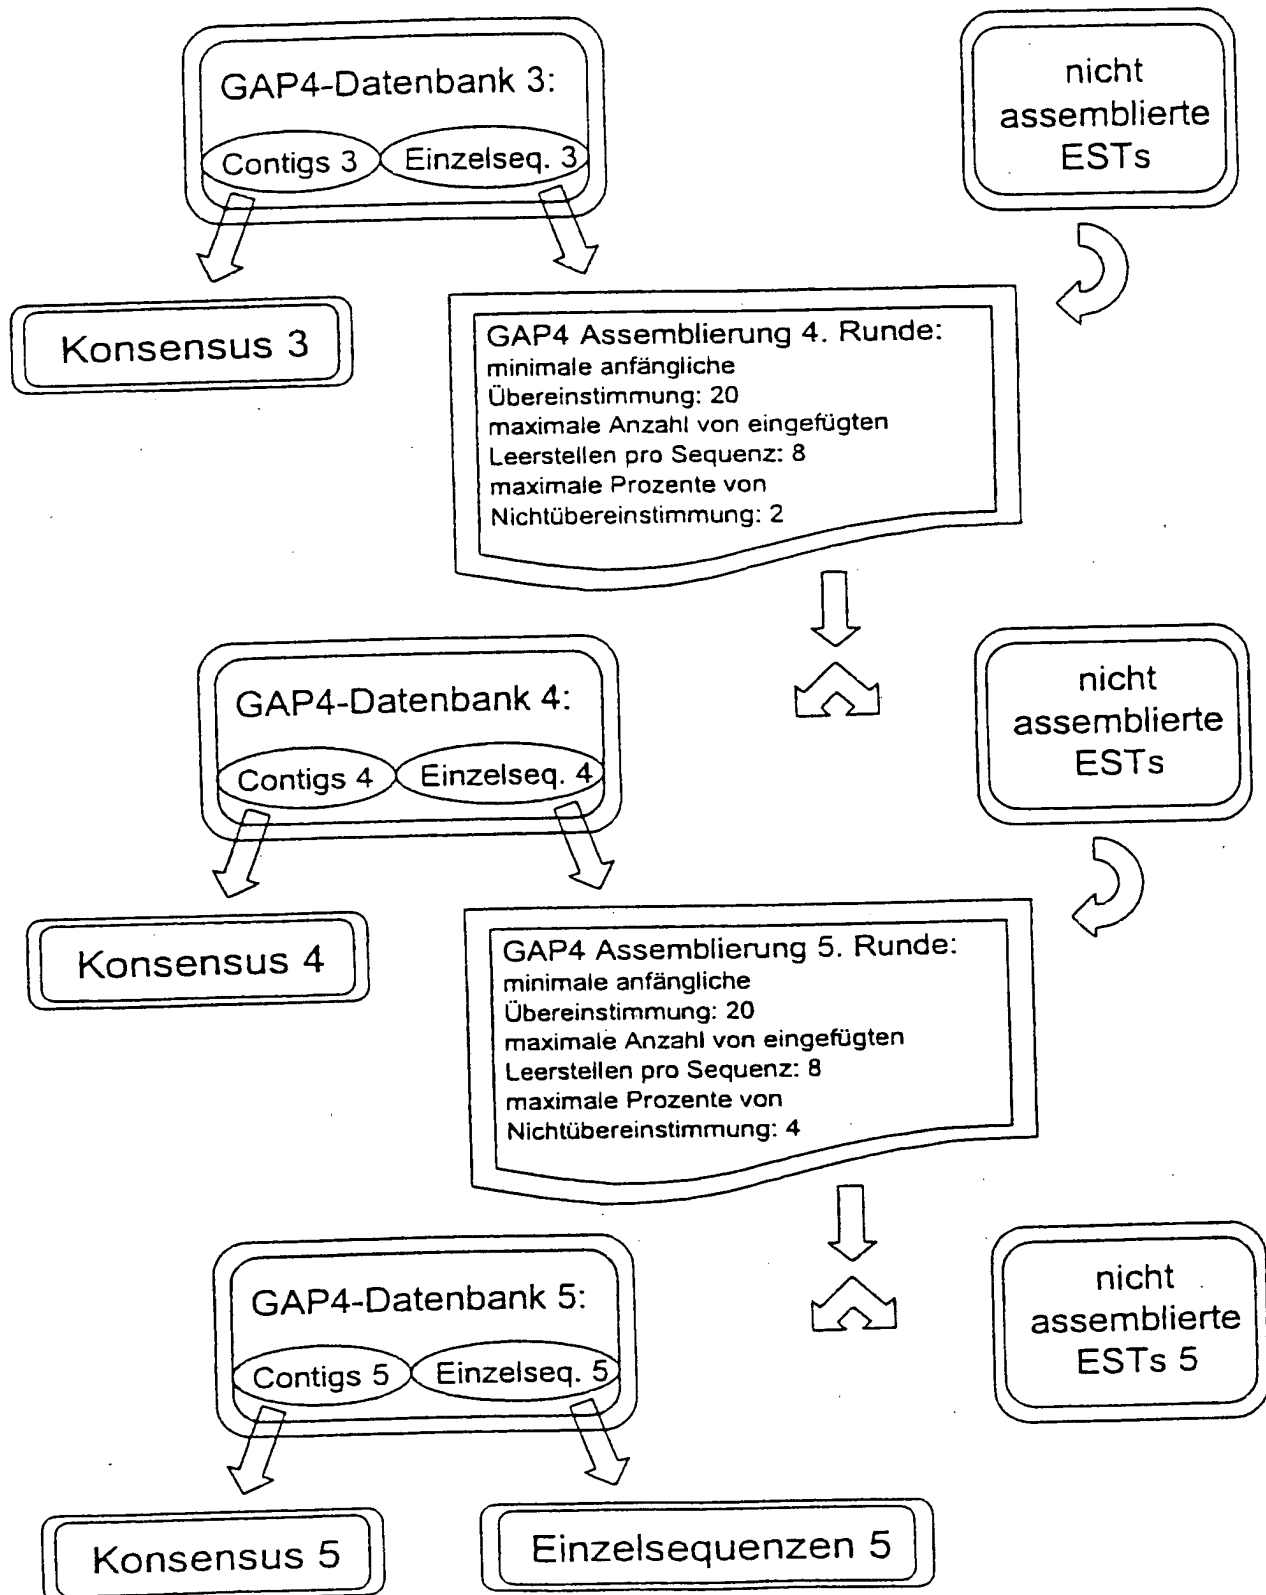 GAP4-Datenbank 3:
Contigs 3
Einzelseq. 3
nicht
assemblierte
ESTs
Konsensus 3
GAP4 Assemblierung 4. Runde:
minimale anfängliche
Übereinstimmung: 20
maximale Anzahl von eingefügten
Leerstellen pro Sequenz: 8
maximale Prozente von
Nichtübereinstimmung: 2
GAP4-Datenbank 4:
Contigs 4
Einzelseq. 4
nicht
assemblierte
ESTs
Konsensus 4
GAP4 Assemblierung 5. Runde:
minimale anfängliche
Übereinstimmung: 20
maximale Anzahl von eingefügten
Leerstellen pro Sequenz: 8
maximale Prozente von
Nichtübereinstimmung: 4
GAP4-Datenbank 5:
Contigs 5
Einzelseq. 5
nicht
assemblierte
ESTs 5
Konsensus 5
Einzelsequenzen 5